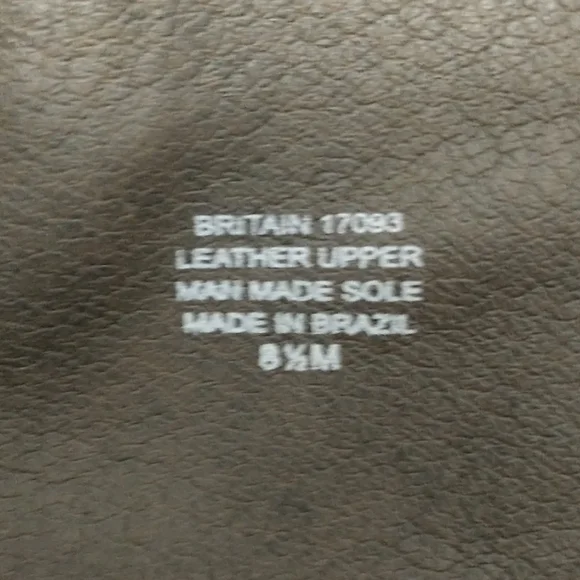 BRITAIN 17093
LEATHER UPPER
MAN MADE SOLE
MADE IN BRAZIL
8½M